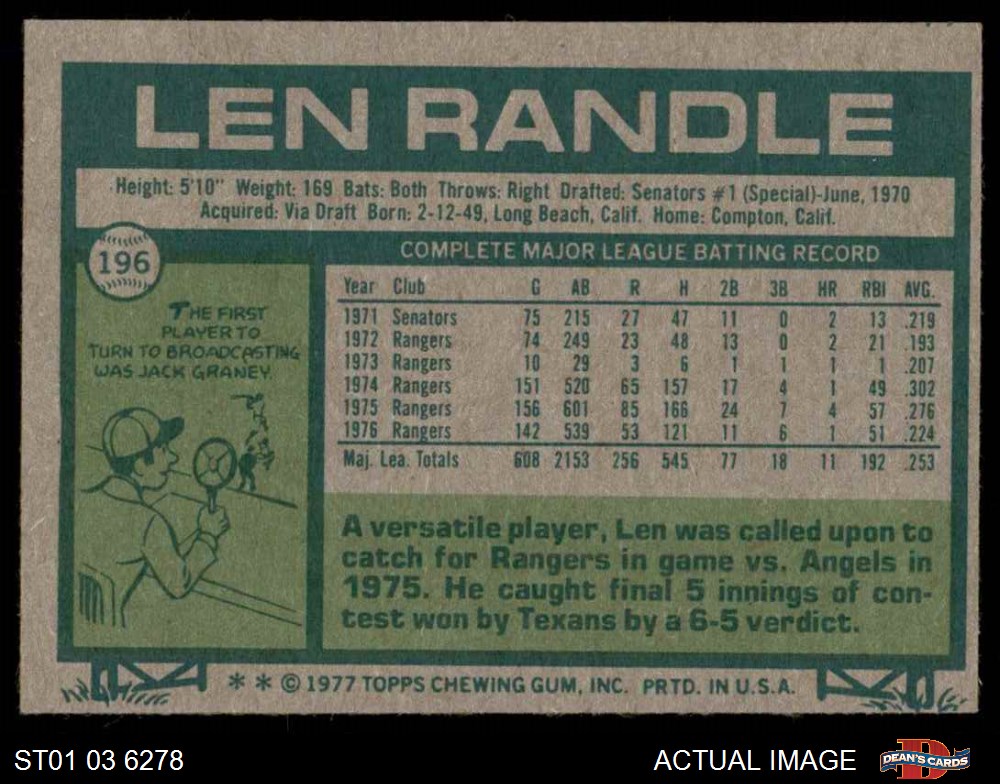 LEN RANDLE
Height: 5'10" Weight: 169 Bats: Both Throws: Right Drafted: Senators #1 (Special)-June, 1970
Acquired: Via Draft Born: 2-12-49, Long Beach, Calif. Home: Compton, Calif.
196
THE FIRST
PLAYER TO
TURN TO BROADCASTING
WAS JACK GRANEY.
COMPLETE MAJOR LEAGUE BATTING RECORD
Year Club G AB R H 2B 3B HR RBI AVG.
1971 Senators 75 215 27 47 11 0 2 13 .219
1972 Rangers 74 249 23 48 13 0 2 21 .193
1973 Rangers 10 29 3 6 1 1 1 1 .207
1974 Rangers 151 520 65 157 17 4 1 49 .302
1975 Rangers 156 601 85 166 24 7 4 57 .276
1976 Rangers 142 539 53 121 11 6 1 51 .224
Maj. Lea. Totals 608 2153 256 545 77 18 11 192 .253
A versatile player, Len was called upon to
catch for Rangers in game vs. Angels in
1975. He caught final 5 innings of con-
test won by Texans by a 6-5 verdict.
** © 1977 TOPPS CHEWING GUM, INC. PRTD. IN U.S.A.
ST01 03 6278
ACTUAL IMAGE
D
DEAN'S CARDS